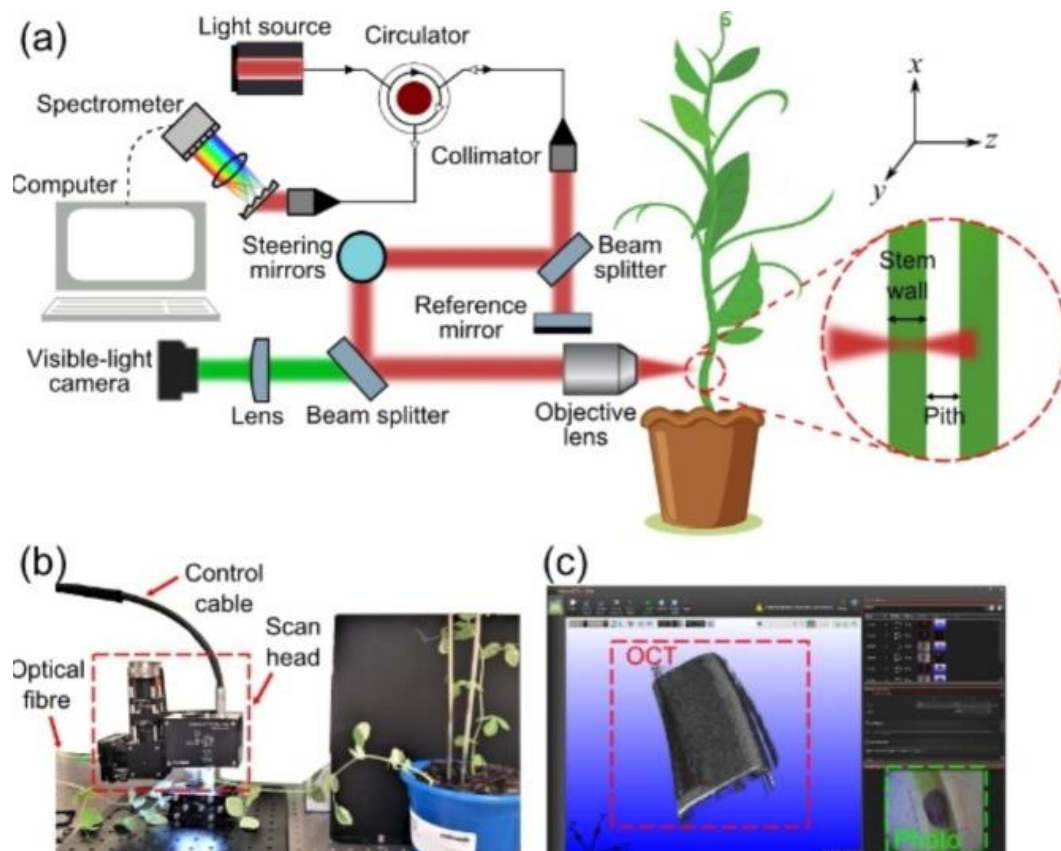 (a)
Light source
Circulator
Spectrometer
Collimator
Computer
Steering
mirrors
Beam
splitter
Reference
mirror
Visible-light
camera
Lens
Beam splitter
Objective
lens
x
z
y
Stem
wall
Pith
(b)
Control
cable
Scan
head
Optical
fibre
(c)
OCT
Photo